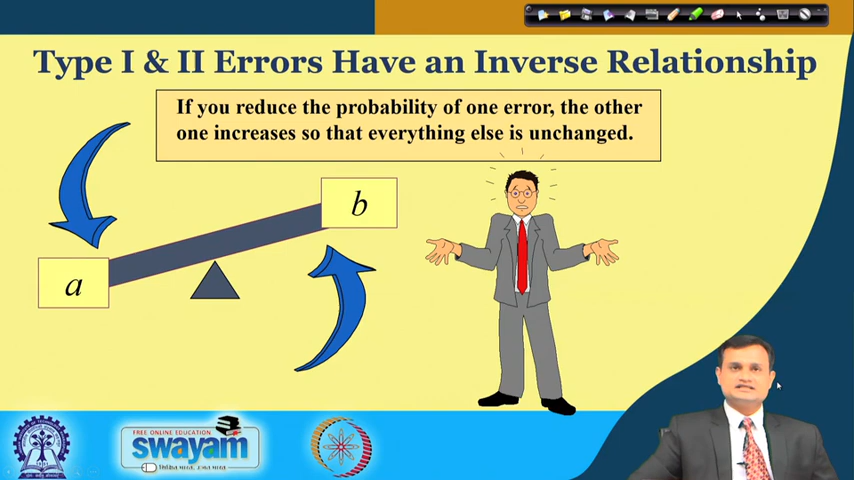 Type I & II Errors Have an Inverse Relationship
If you reduce the probability of one error, the other
one increases so that everything else is unchanged.
b
a
FREE ONLINE EDUCATION
swayam